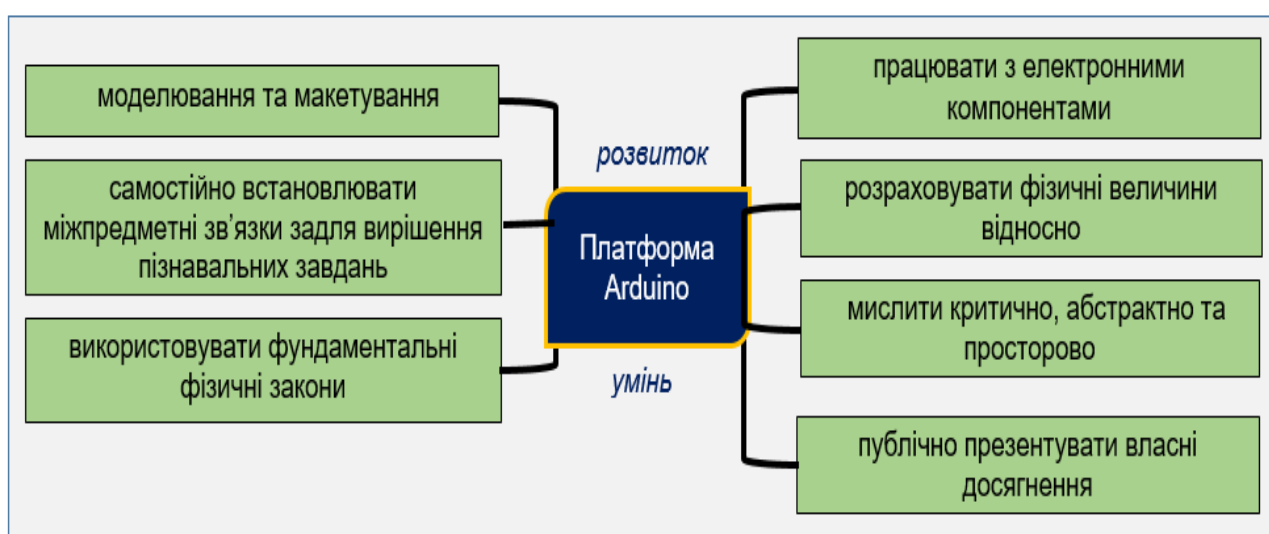 моделювання та макетування
самостійно встановлювати
міжпредметні зв’язки задля вирішення
пізнавальних завдань
використовувати фундаментальні
фізичні закони
розвиток
Платформа
Arduino
умінь
працювати з електронними
компонентами
розраховувати фізичні величини
відносно
мислити критично, абстрактно та
просторово
публічно презентувати власні
досягнення